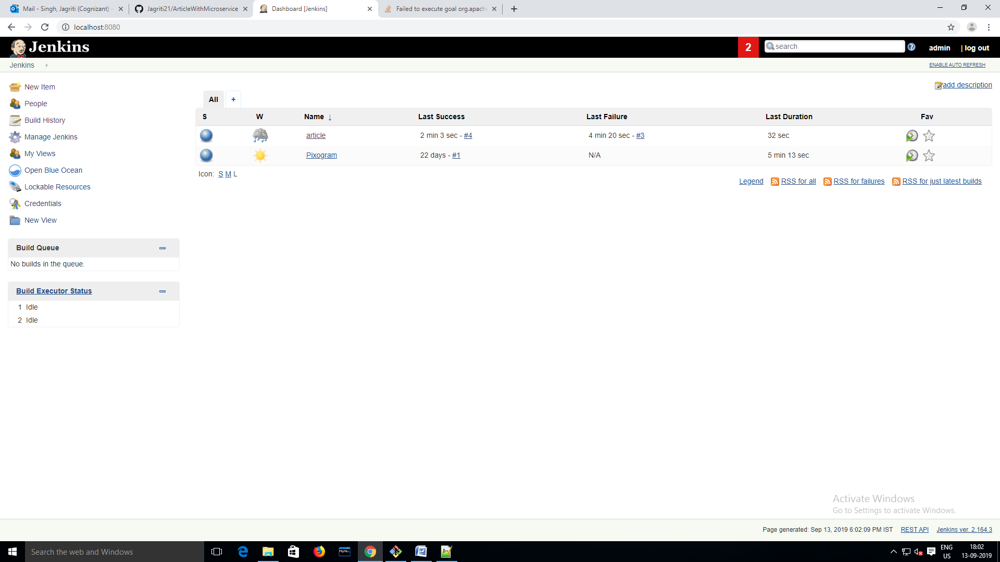 Mail - Singh, Jagriti (Cognizant) -
Jagriti21/ArticleWithMicroservice
Dashboard [Jenkins]
Failed to execute goal org.apache
localhost:8080
Jenkins
2
search
admin
| log out
Jenkins
ENABLE AUTO REFRESH
New Item
People
Build History
Manage Jenkins
My Views
Open Blue Ocean
Lockable Resources
Credentials
New View
Build Queue
No builds in the queue.
Build Executor Status
1 Idle
2 Idle
add description
All +
S W Name ↓ Last Success Last Failure Last Duration Fav
article 2 min 3 sec - #4 4 min 20 sec - #3 32 sec
Pixogram 22 days - #1 N/A 5 min 13 sec
Icon: S M L
Legend RSS for all RSS for failures RSS for just latest builds
Activate Windows
Go to Settings to activate Windows.
Page generated: Sep 13, 2019 6:02:09 PM IST REST API Jenkins ver. 2.164.3
Search the web and Windows
MySQL
ENG
US
18:02
13-09-2019